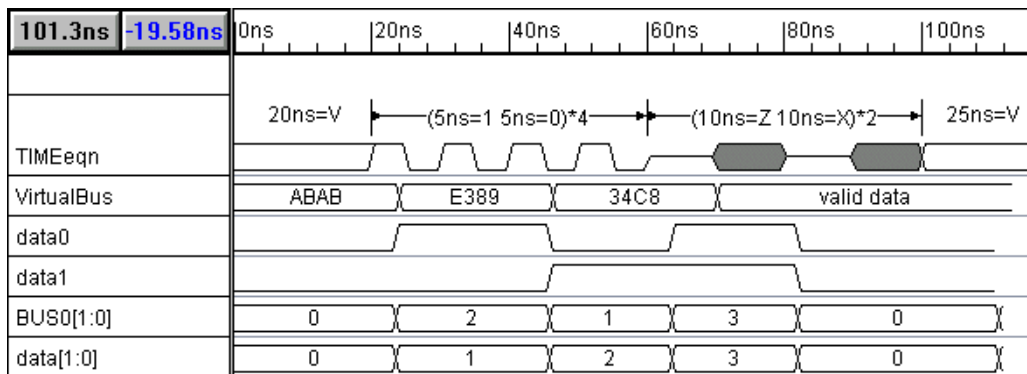 101.3ns -19.58ns 0ns 20ns 40ns 60ns 80ns 100ns
20ns=V (5ns=1 5ns=0)*4 (10ns=Z 10ns=X)*2 25ns=V
TIMEeqn
VirtualBus ABAB E389 34C8 valid data
data0
data1
BUS0[1:0] 0 2 1 3 0
data[1:0] 0 1 2 3 0